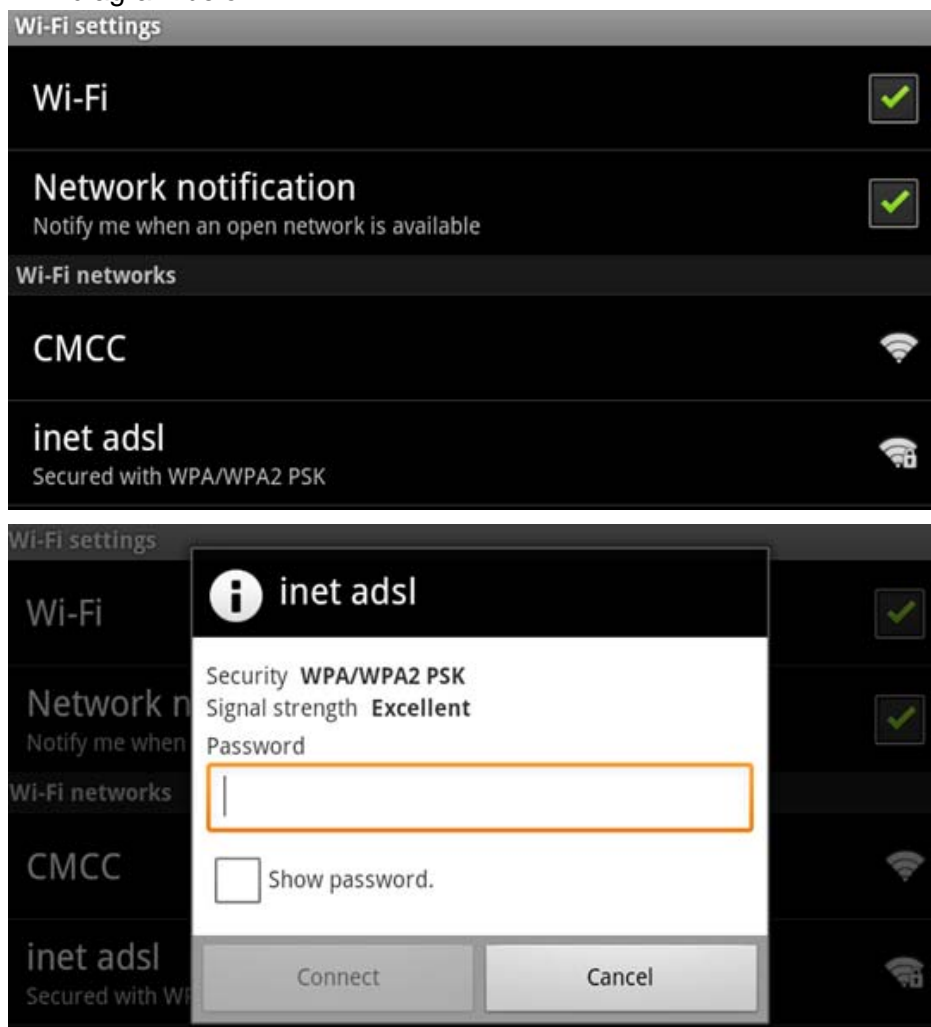 Wi-Fi settings
Wi-Fi
Network notification
Notify me when an open network is available
Wi-Fi networks
CMCC
inet adsl
Secured with WPA/WPA2 PSK
Wi-Fi settings
inet adsl
Wi-Fi
Security WPA/WPA2 PSK
Signal strength Excellent
Network n
Notify me when
Password
Wi-Fi networks
CMCC
Show password.
inet adsl
Secured with WP
Connect
Cancel